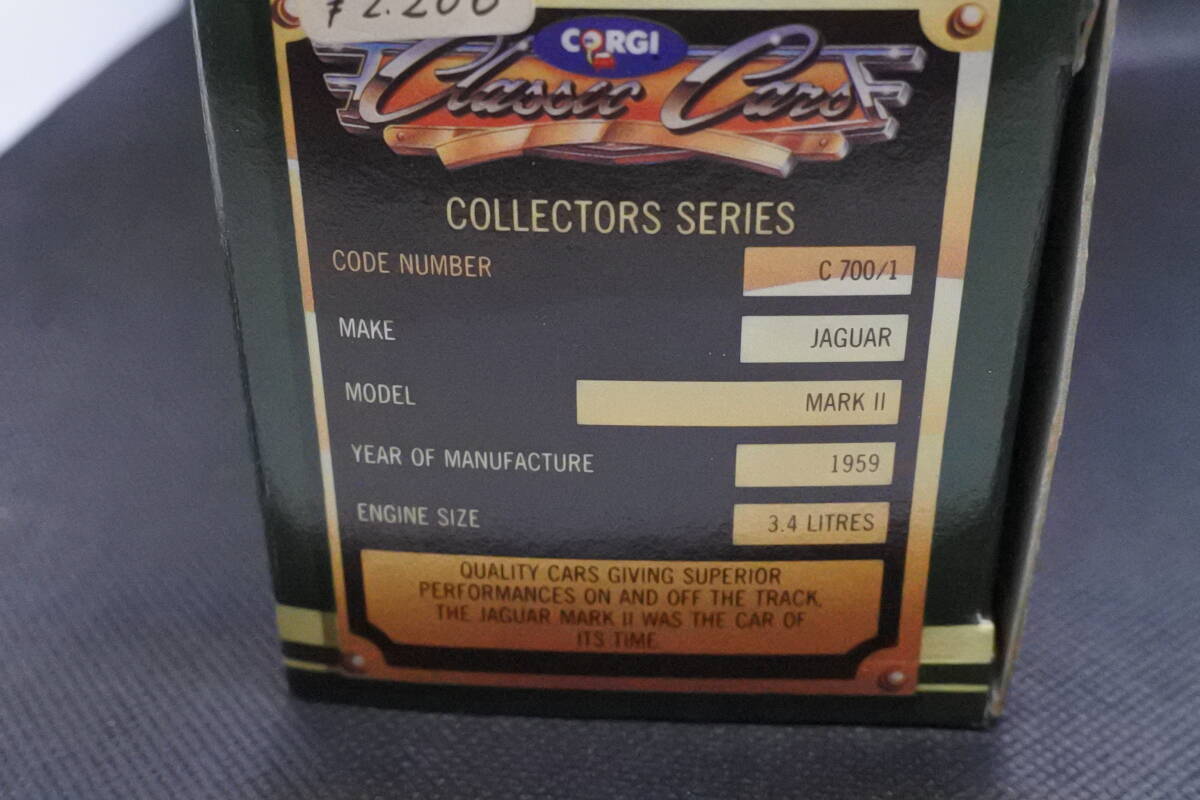 ¥2.200
CORGI
Classic Cars
COLLECTORS SERIES
CODE NUMBER C 700/1
MAKE JAGUAR
MODEL MARK II
YEAR OF MANUFACTURE 1959
ENGINE SIZE 3.4 LITRES
QUALITY CARS GIVING SUPERIOR
PERFORMANCES ON AND OFF THE TRACK,
THE JAGUAR MARK II WAS THE CAR OF
ITS TIME